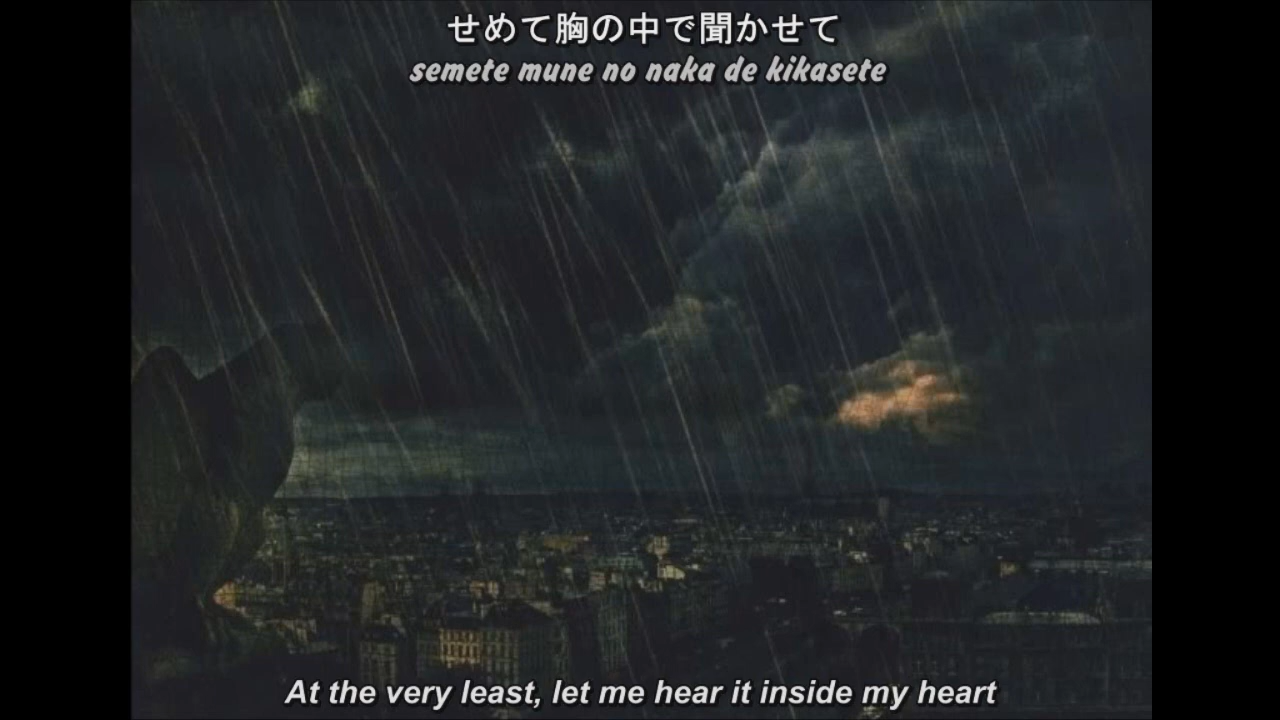 せめて胸の中で聞かせて
semete mune no naka de kikasete
At the very least, let me hear it inside my heart